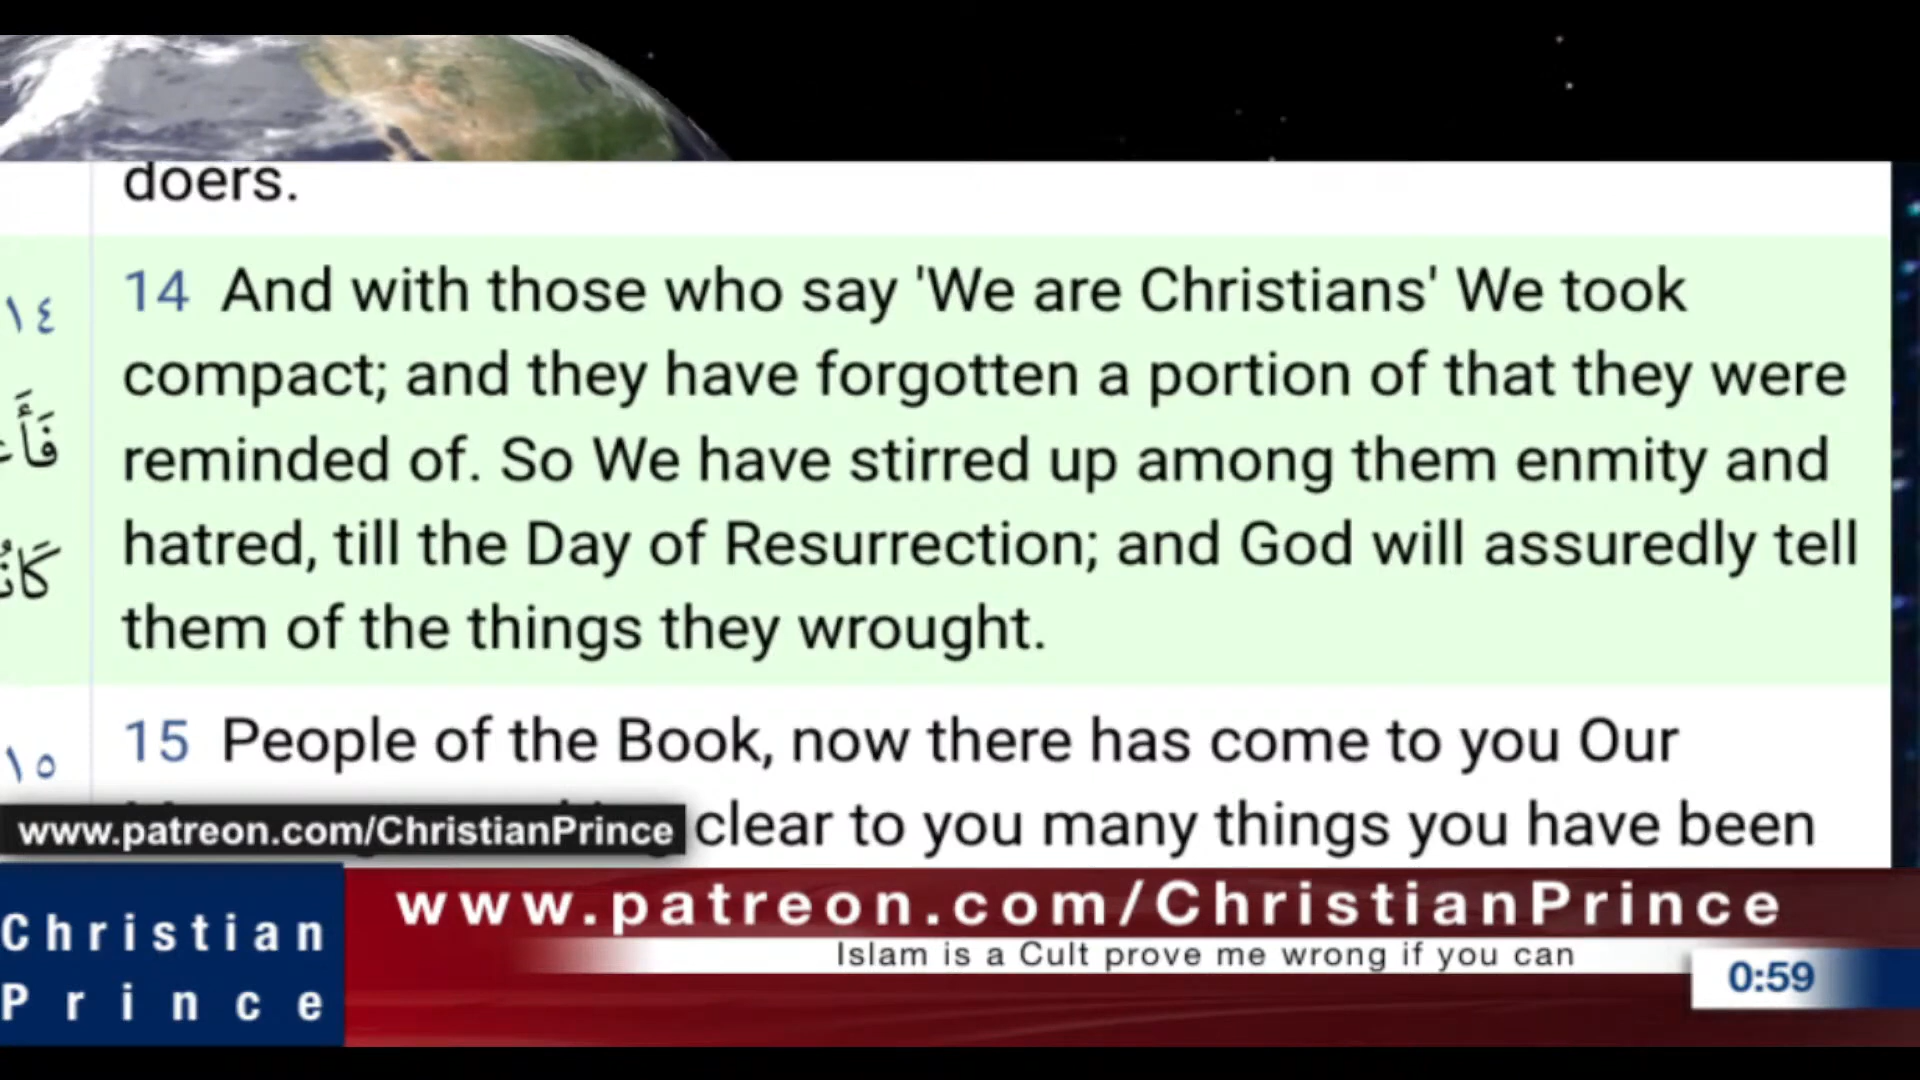 doers.
١٤
14 And with those who say 'We are Christians' We took
compact; and they have forgotten a portion of that they were
reminded of. So We have stirred up among them enmity and
hatred, till the Day of Resurrection; and God will assuredly tell
them of the things they wrought.
١٥
15 People of the Book, now there has come to you Our
clear to you many things you have been
www.patreon.com/ChristianPrince
www.patreon.com/ChristianPrince
Christian
Prince
Islam is a Cult prove me wrong if you can
0:59